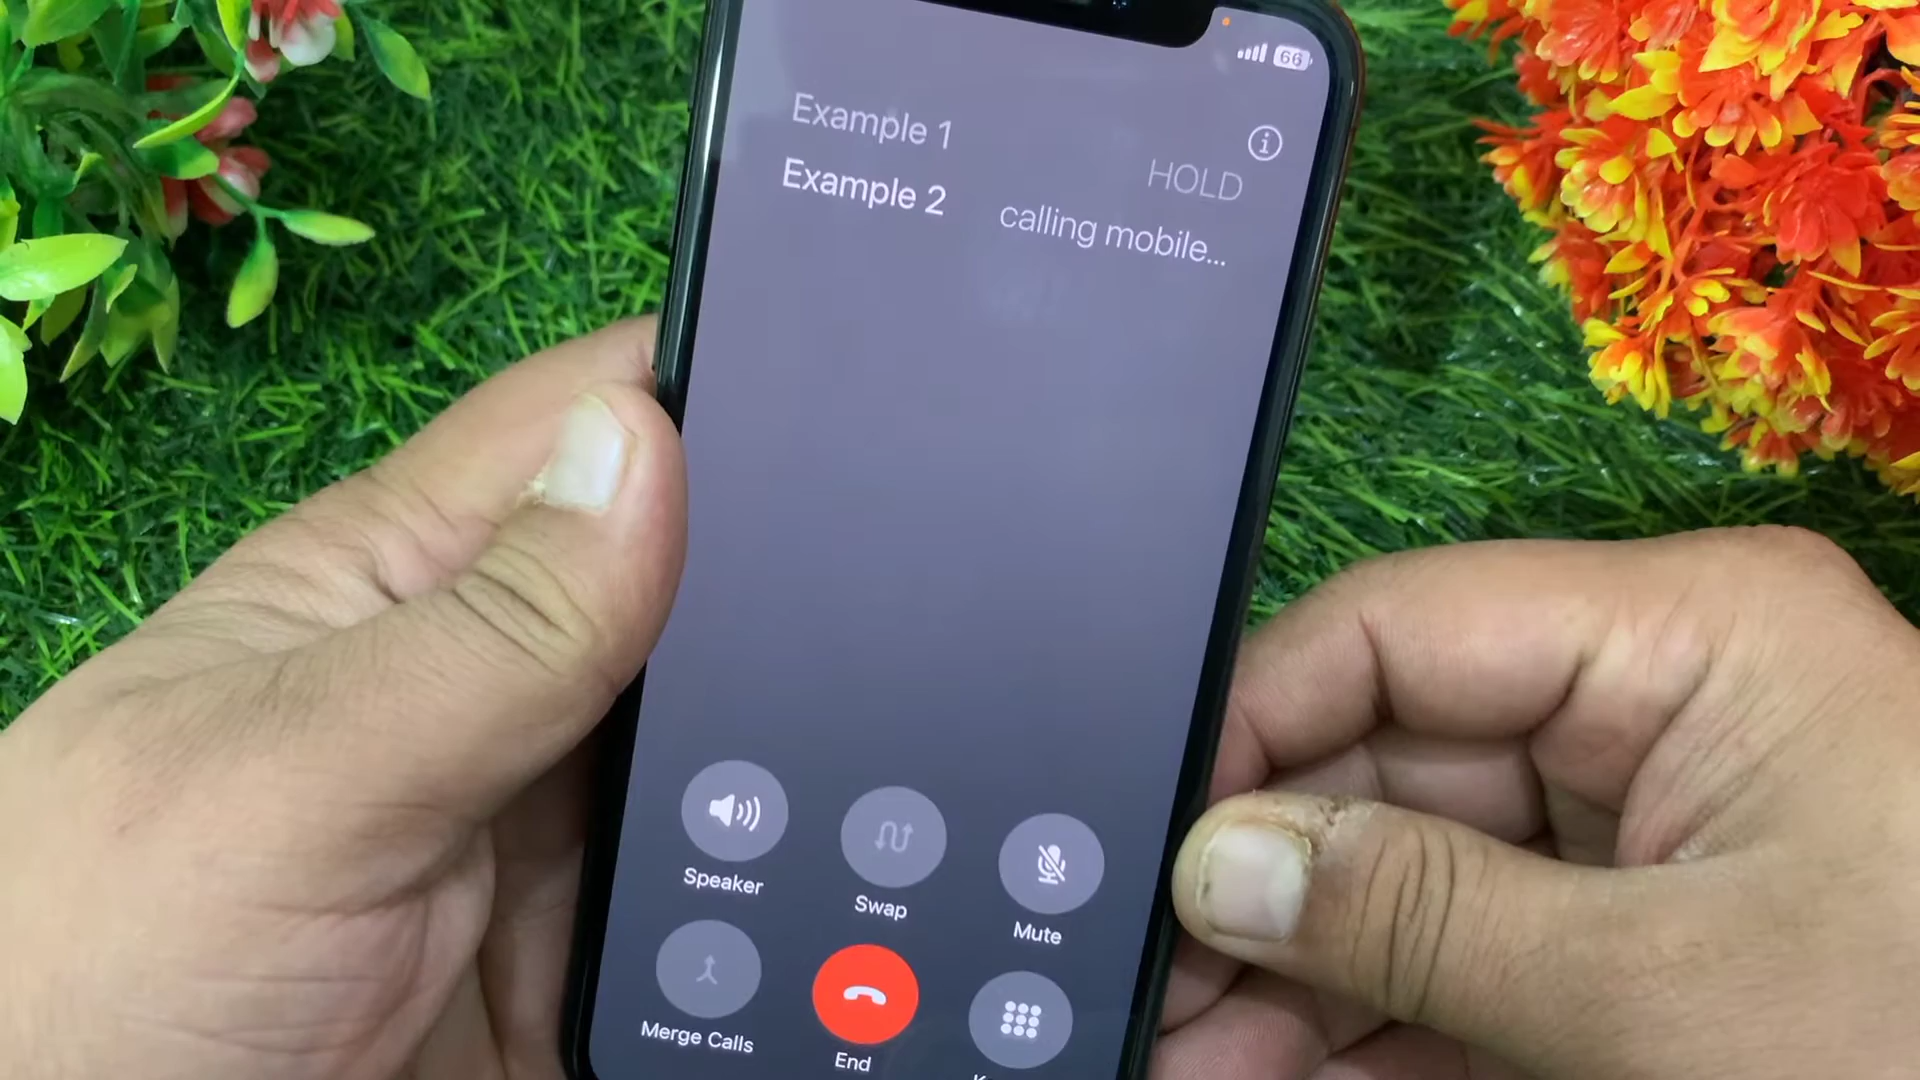 66
Example 1
HOLD
Example 2
calling mobile...
Speaker
Swap
Mute
Merge Calls
End